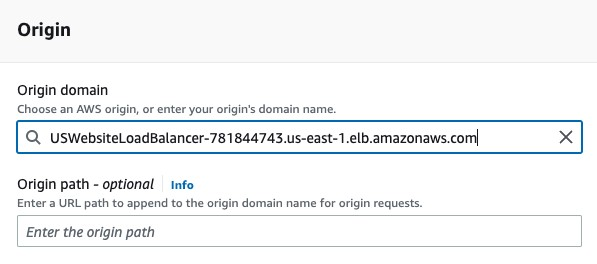 Origin
Origin domain
Choose an AWS origin, or enter your origin's domain name.
USWebsiteLoadBalancer-781844743.us-east-1.elb.amazonaws.com
Origin path - optional Info
Enter a URL path to append to the origin domain name for origin requests.
Enter the origin path